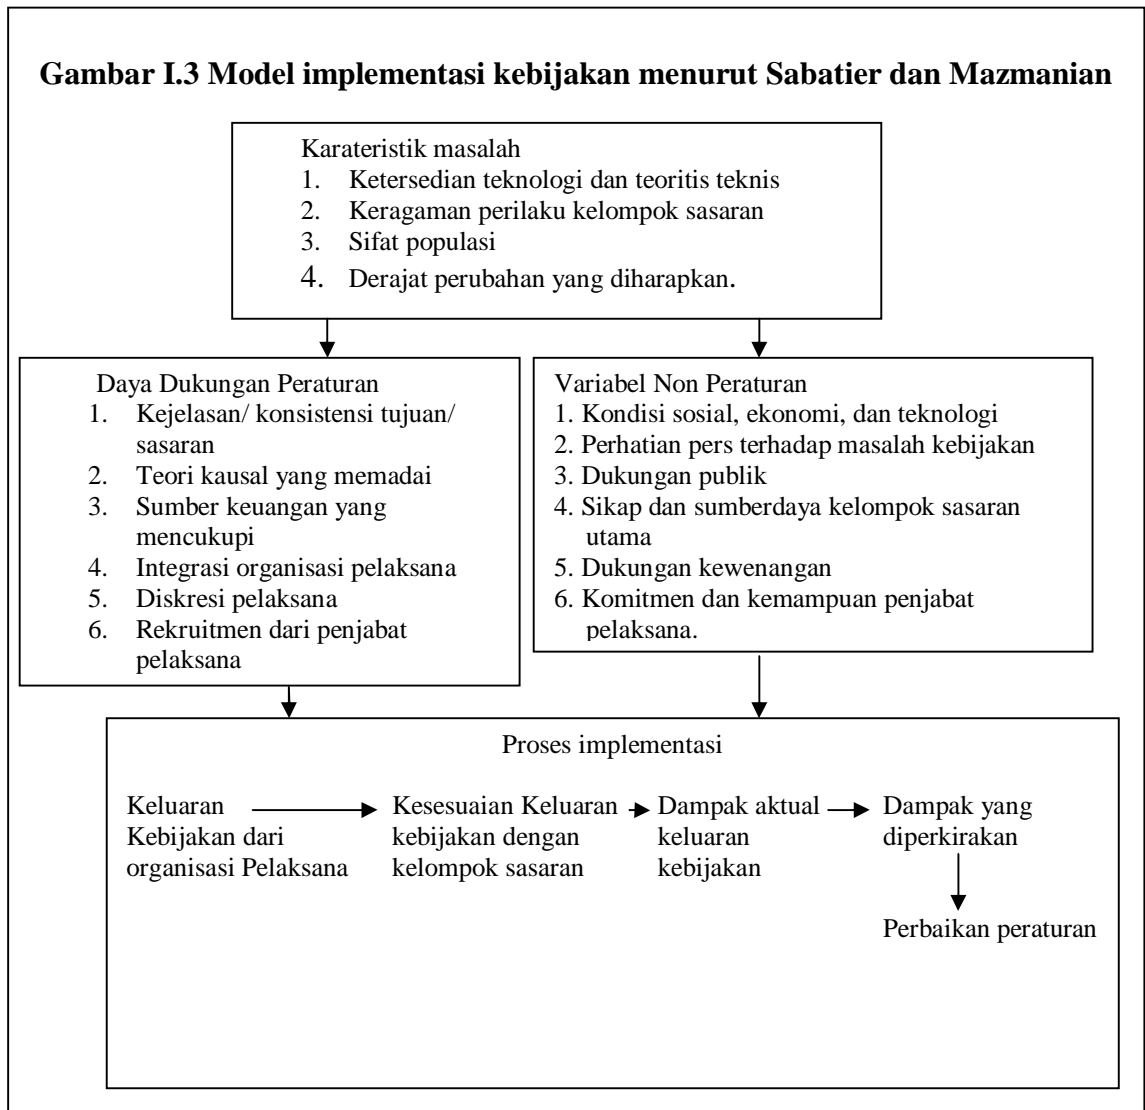 Gambar I.3 Model implementasi kebijakan menurut Sabatier dan Mazmanian
Karateristik masalah
1. Ketersedian teknologi dan teoritis teknis
2. Keragaman perilaku kelompok sasaran
3. Sifat populasi
4. Derajat perubahan yang diharapkan.
Daya Dukungan Peraturan
1. Kejelasan/ konsistensi tujuan/
sasaran
2. Teori kausal yang memadai
3. Sumber keuangan yang
mencukupi
4. Integrasi organisasi pelaksana
5. Diskresi pelaksana
6. Rekruitmen dari penjabat
pelaksana
Variabel Non Peraturan
1. Kondisi sosial, ekonomi, dan teknologi
2. Perhatian pers terhadap masalah kebijakan
3. Dukungan publik
4. Sikap dan sumberdaya kelompok sasaran
utama
5. Dukungan kewenangan
6. Komitmen dan kemampuan penjabat
pelaksana.
Proses implementasi
Keluaran
Kebijakan dari
organisasi Pelaksana
Kesesuaian Keluaran
kebijakan dengan
kelompok sasaran
Dampak aktual
keluaran
kebijakan
Dampak yang
diperkirakan
Perbaikan peraturan